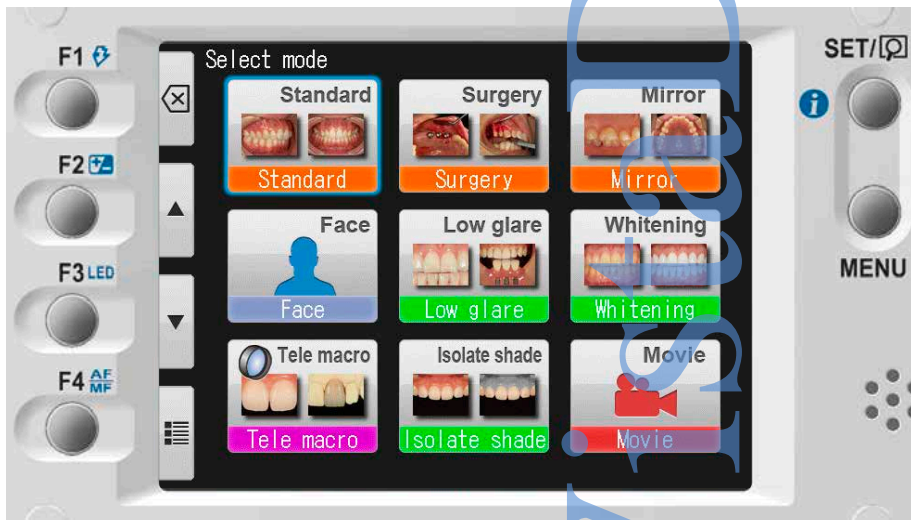 F1
F2
F3 LED
F4 AF/MF
Select mode
Standard
Standard
Surgery
Surgery
Mirror
Mirror
Face
Face
Low glare
Low glare
Whitening
Whitening
Tele macro
Tele macro
Isolate shade
Isolate shade
Movie
Movie
SET/
i
MENU